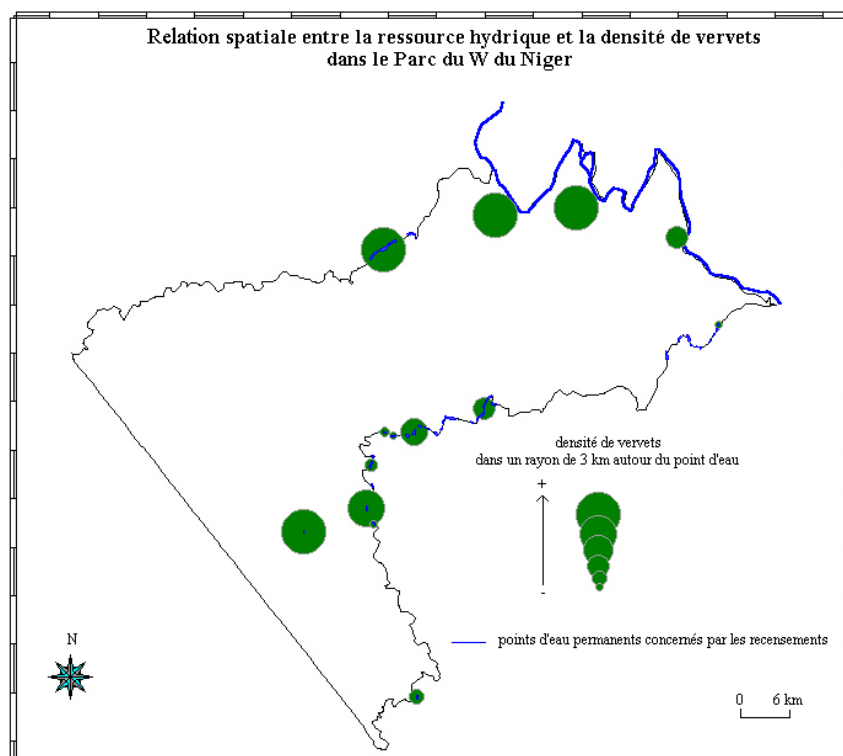 Relation spatiale entre la ressource hydrique et la densité de vervets
dans le Parc du W du Niger
densité de vervets
dans un rayon de 3 km autour du point d'eau
+
-
points d'eau permanents concernés par les recensements
N
0 6 km